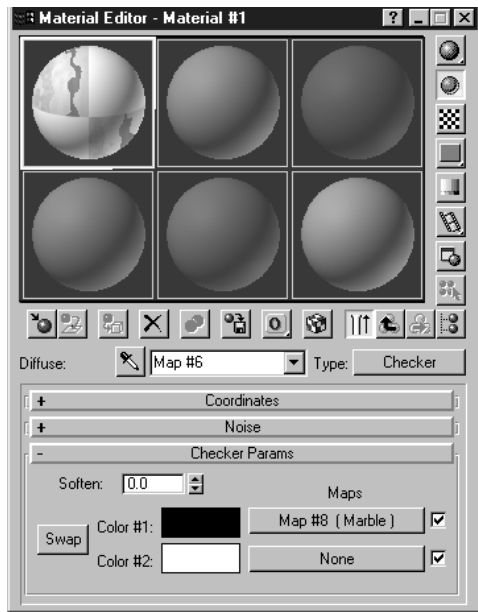 Material Editor - Material #1
0
Diffuse: Map #6 Type: Checker
+ Coordinates
+ Noise
- Checker Params
Soften: 0.0
Maps
Swap Color #1: Map #8 ( Marble )
Color #2: None